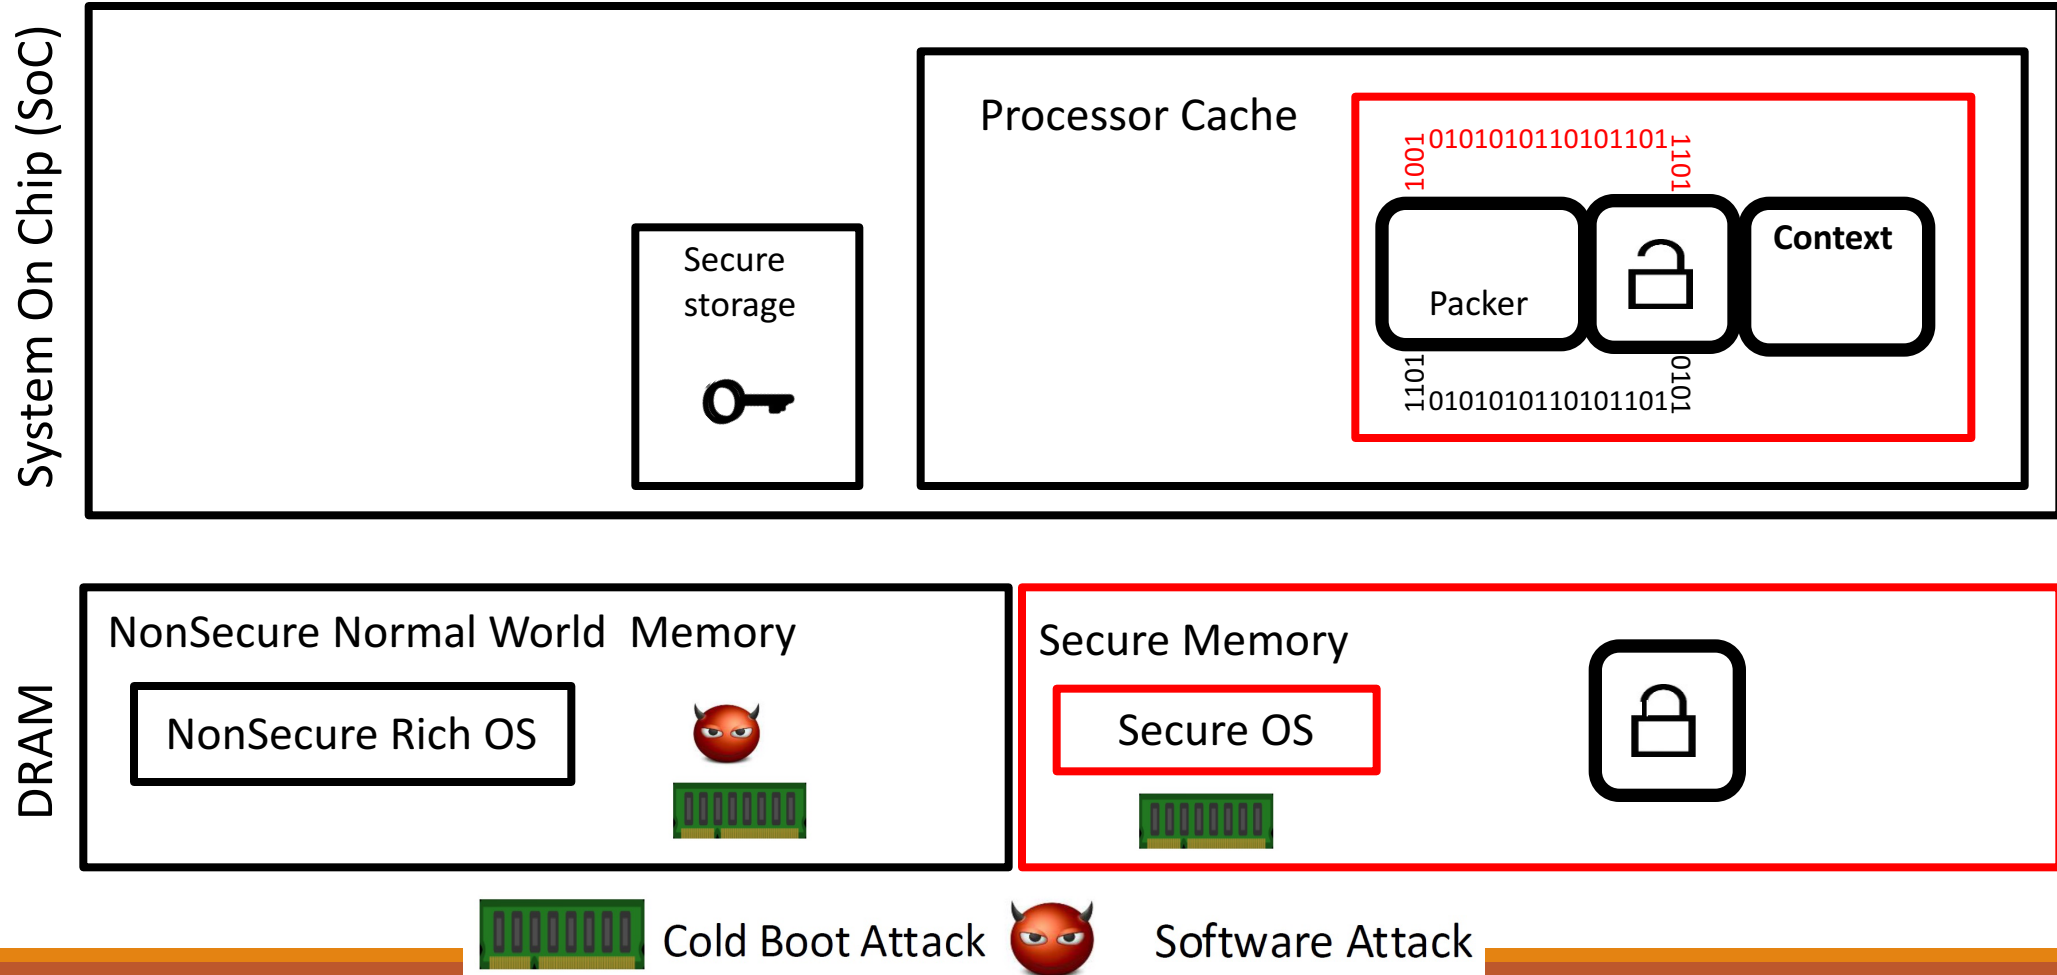 System On Chip (SoC)
Processor Cache
1001
0101010110101101
1101
Secure
storage
Packer
Context
1101
0101010110101101
0101
DRAM
NonSecure Normal World Memory
NonSecure Rich OS
Secure Memory
Secure OS
Cold Boot Attack
Software Attack